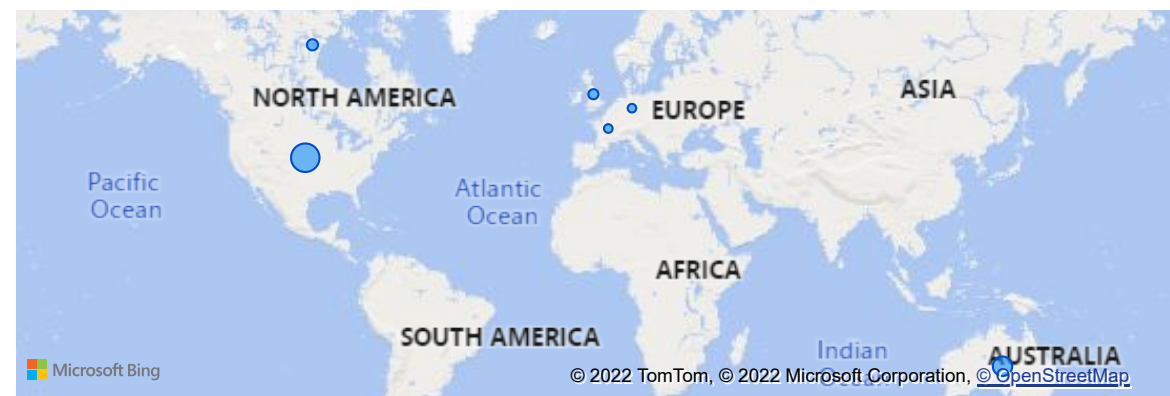 NORTH AMERICA
EUROPE
ASIA
Pacific
Ocean
Atlantic
Ocean
AFRICA
SOUTH AMERICA
Indian
Ocean
AUSTRALIA
Microsoft Bing
© 2022 TomTom, © 2022 Microsoft Corporation, © OpenStreetMap